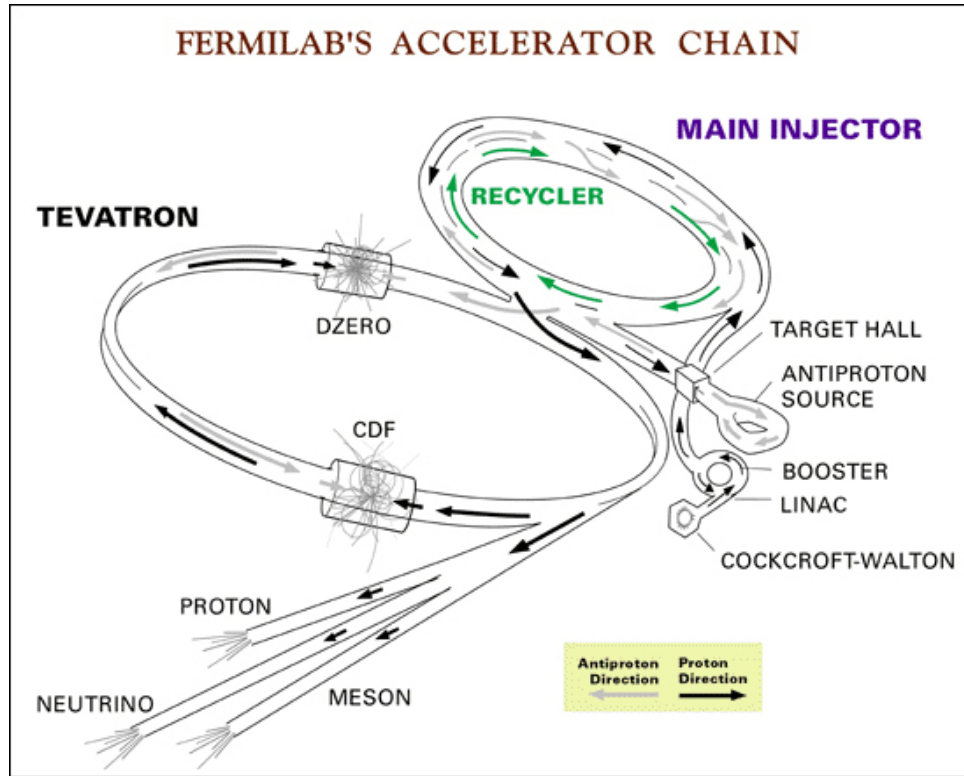 FERMILAB'S ACCELERATOR CHAIN
MAIN INJECTOR
RECYCLER
TEVATRON
DZERO
TARGET HALL
ANTIPROTON
SOURCE
CDF
BOOSTER
LINAC
COCKCROFT-WALTON
PROTON
NEUTRINO
MESON
Antiproton
Direction
Proton
Direction